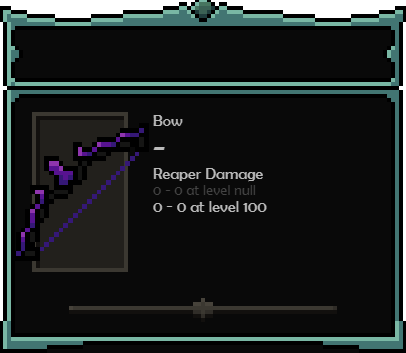 Bow
–
Reaper Damage
0 - 0 at level null
0 - 0 at level 100